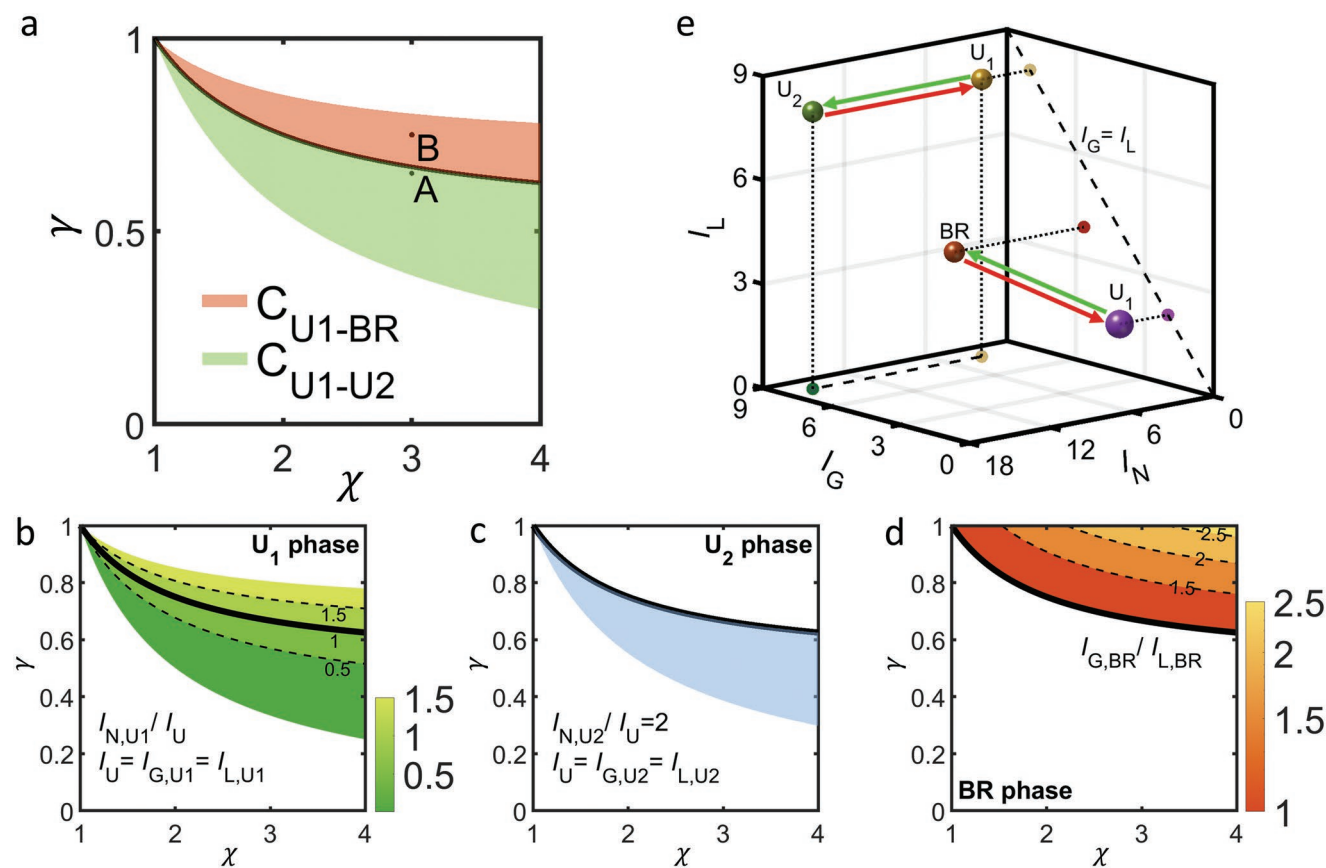 a
1
0.5
0
γ
B
A
C U1-BR
C U1-U2
1
2
3
4
χ
e
9
6
3
0
I_L
U₂
U₁
I_G = I_L
BR
U₁
9
6
3
0
I_G
18
12
6
0
I_N
b
1
0.8
0.6
0.4
0.2
0
γ
U₁ phase
1.5
1
0.5
I_N,U1 / I_U
I_U = I_G,U1 = I_L,U1
1.5
1
0.5
1
2
3
4
χ
c
1
0.8
0.6
0.4
0.2
0
γ
U₂ phase
I_N,U2 / I_U = 2
I_U = I_G,U2 = I_L,U2
1
2
3
4
χ
d
1
0.8
0.6
0.4
0.2
0
γ
2.5
2
1.5
I_G,BR / I_L,BR
BR phase
2.5
2
1.5
1
1
2
3
4
χ